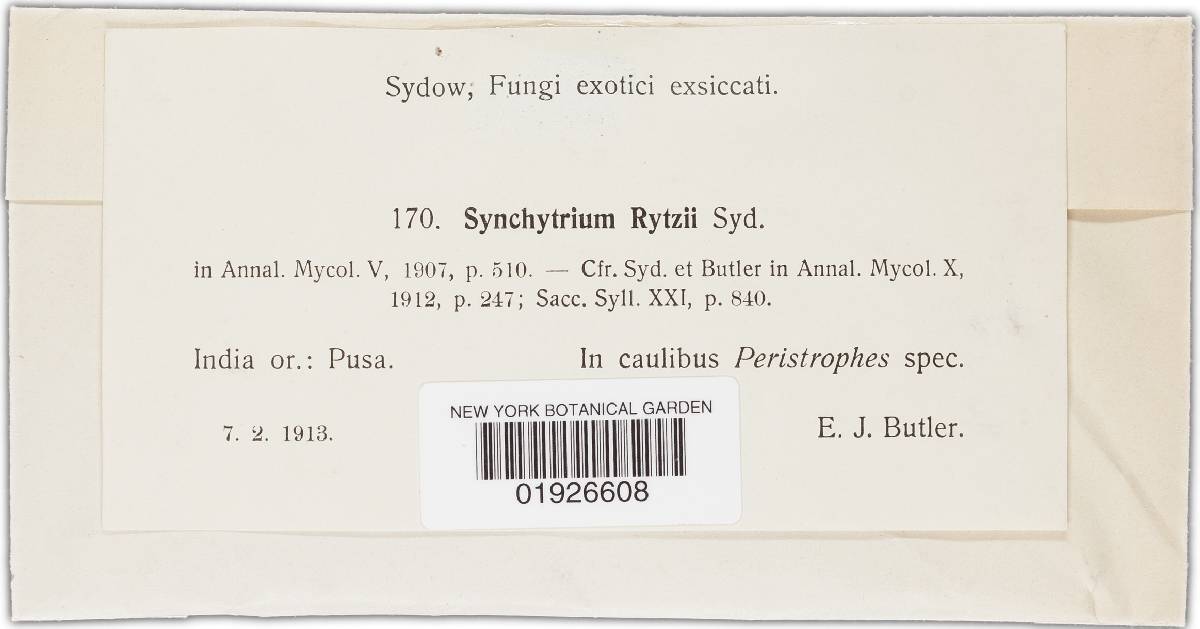 Sydow, Fungi exotici exsiccati.
170. Synchytrium Rytzii Syd.
in Annal. Mycol. V, 1907, p. 510. — Cfr. Syd. et Butler in Annal. Mycol. X,
1912, p. 247; Sacc. Syll. XXI, p. 840.
India or.: Pusa. In caulibus Peristrophes spec.
7. 2. 1913. E. J. Butler.
NEW YORK BOTANICAL GARDEN
01926608